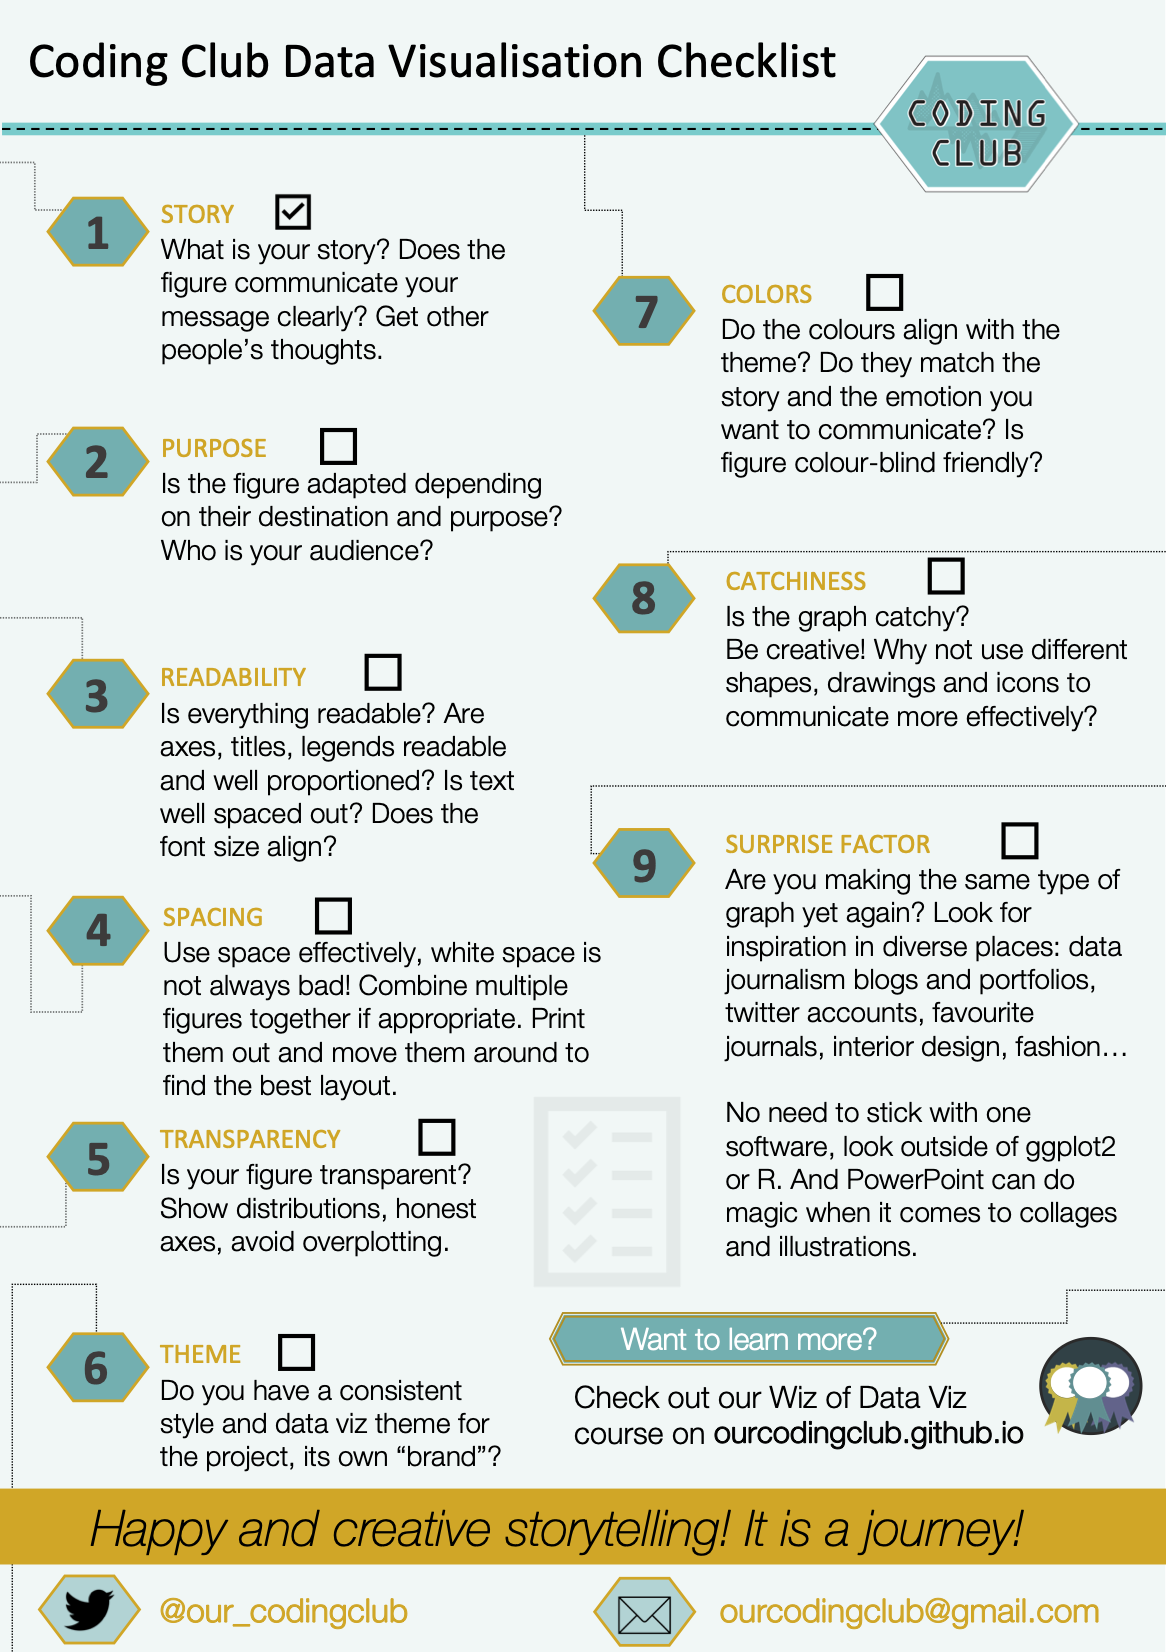 Coding Club Data Visualisation Checklist
CODING
CLUB
1
STORY
What is your story? Does the
figure communicate your
message clearly? Get other
people’s thoughts.
2
PURPOSE
Is the figure adapted depending
on their destination and purpose?
Who is your audience?
3
READABILITY
Is everything readable? Are
axes, titles, legends readable
and well proportioned? Is text
well spaced out? Does the
font size align?
4
SPACING
Use space effectively, white space is
not always bad! Combine multiple
figures together if appropriate. Print
them out and move them around to
find the best layout.
5
TRANSPARENCY
Is your figure transparent?
Show distributions, honest
axes, avoid overplotting.
6
THEME
Do you have a consistent
style and data viz theme for
the project, its own “brand”?
7
COLORS
Do the colours align with the
theme? Do they match the
story and the emotion you
want to communicate? Is
figure colour-blind friendly?
8
CATCHINESS
Is the graph catchy?
Be creative! Why not use different
shapes, drawings and icons to
communicate more effectively?
9
SURPRISE FACTOR
Are you making the same type of
graph yet again? Look for
inspiration in diverse places: data
journalism blogs and portfolios,
twitter accounts, favourite
journals, interior design, fashion…
No need to stick with one
software, look outside of ggplot2
or R. And PowerPoint can do
magic when it comes to collages
and illustrations.
Want to learn more?
Check out our Wiz of Data Viz
course on ourcodingclub.github.io
Happy and creative storytelling! It is a journey!
@our_codingclub
ourcodingclub@gmail.com